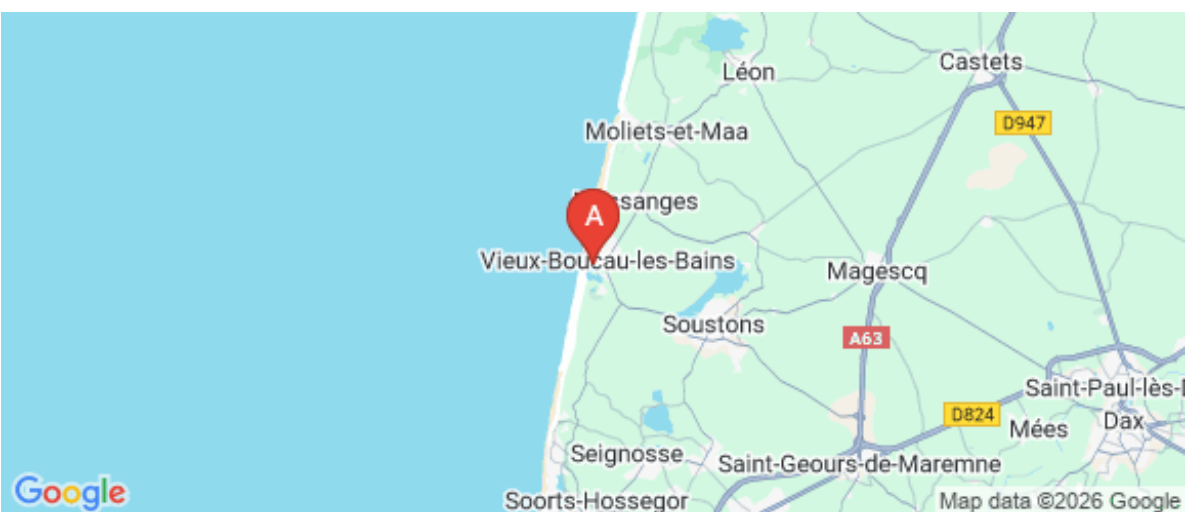 Léon
Castets
D947
Moliets-et-Maa
ssanges
A
Vieux-Boucau-les-Bains
Magescq
Soustons
A63
Saint-Paul-lès-
D824
Dax
Mées
Seignosse
Saint-Geours-de-Maremne
Soorts-Hossegor
Google
Map data ©2026 Google